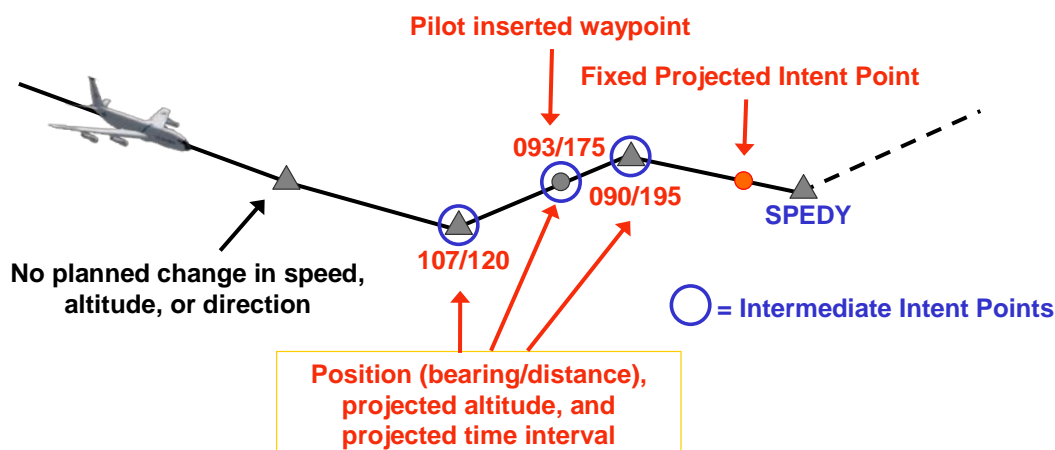 Pilot inserted waypoint
Fixed Projected Intent Point
093/175
090/195
SPEDY
107/120
No planned change in speed,
altitude, or direction
= Intermediate Intent Points
Position (bearing/distance),
projected altitude, and
projected time interval